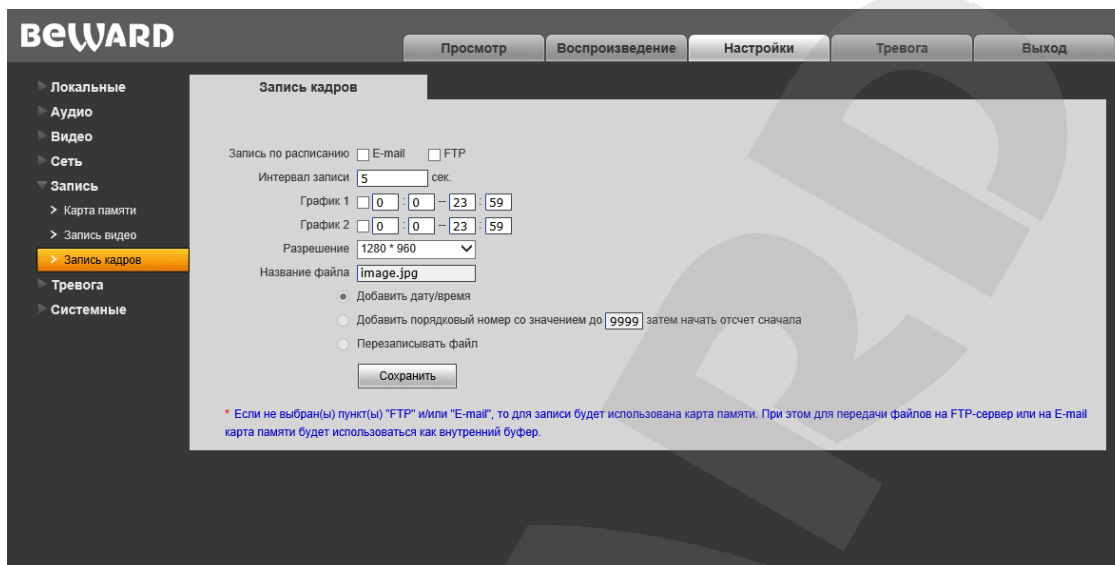 BEWARD
Просмотр Воспроизведение Настройки Тревога Выход
Локальные
Аудио
Видео
Сеть
Запись
> Карта памяти
> Запись видео
> Запись кадров
Тревога
Системные
Запись кадров
Запись по расписанию E-mail FTP
Интервал записи 5 сек.
График 1 0 : 0 -- 23 : 59
График 2 0 : 0 -- 23 : 59
Разрешение 1280 * 960
Название файла image.jpg
Добавить дату/время
Добавить порядковый номер со значением до 9999 затем начать отсчет сначала
Перезаписывать файл
Сохранить
* Если не выбран(ы) пункт(ы) "FTP" и/или "E-mail", то для записи будет использована карта памяти. При этом для передачи файлов на FTP-сервер или на E-mail
карта памяти будет использоваться как внутренний буфер.